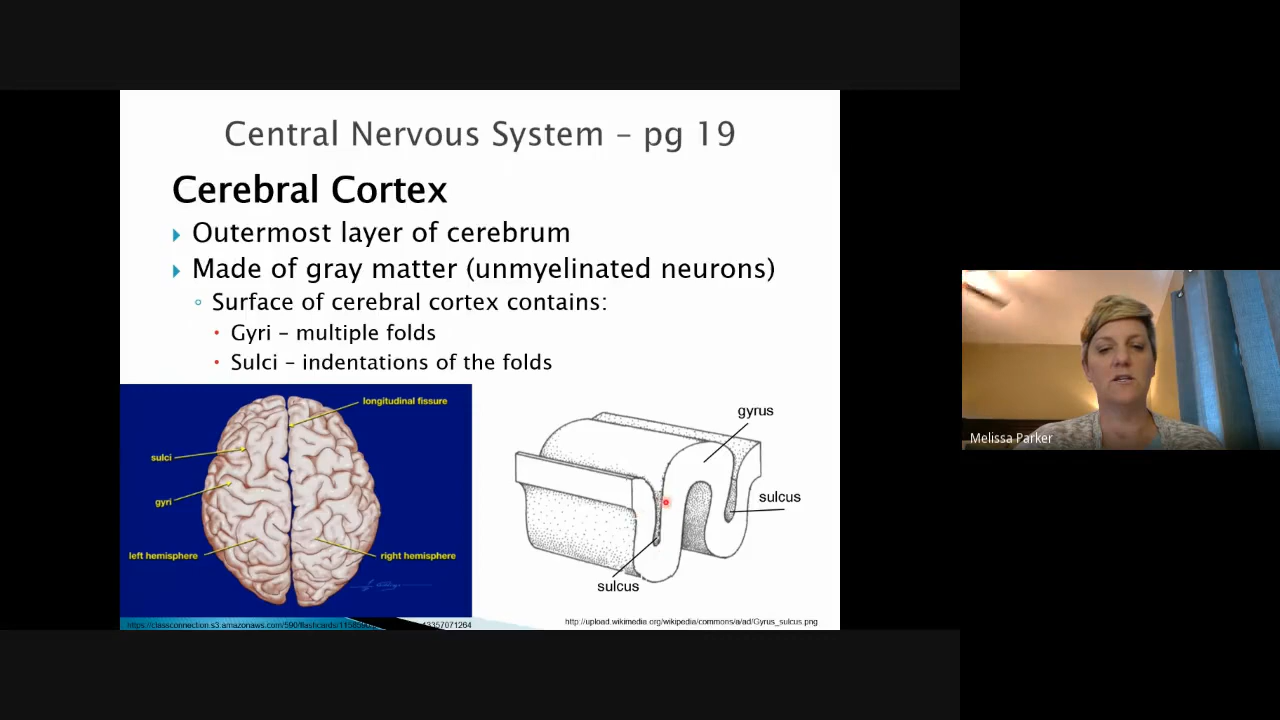 Central Nervous System – pg 19
Cerebral Cortex
Outermost layer of cerebrum
Made of gray matter (unmyelinated neurons)
Surface of cerebral cortex contains:
Gyri – multiple folds
Sulci – indentations of the folds
longitudinal fissure
sulci
gyri
left hemisphere
right hemisphere
gyrus
sulcus
sulcus
http://upload.wikimedia.org/wikipedia/commons/a/ad/Gyrus_sulcus.png
Melissa Parker